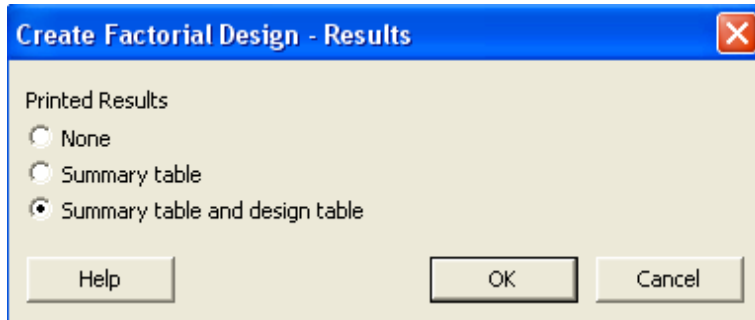 Create Factorial Design - Results
Printed Results
None
Summary table
Summary table and design table
Help OK Cancel